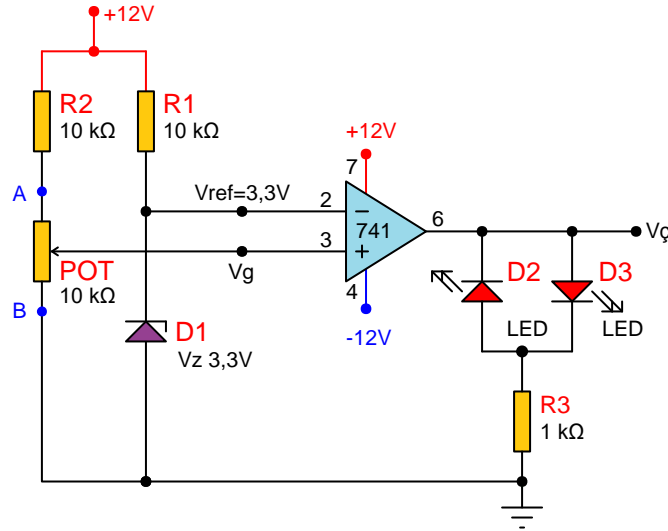 +12V
R2
10 kΩ
R1
10 kΩ
A
POT
10 kΩ
B
Vref=3,3V
Vg
D1
Vz 3,3V
+12V
7
2
3
741
6
4
-12V
Vç
D2
LED
D3
LED
R3
1 kΩ